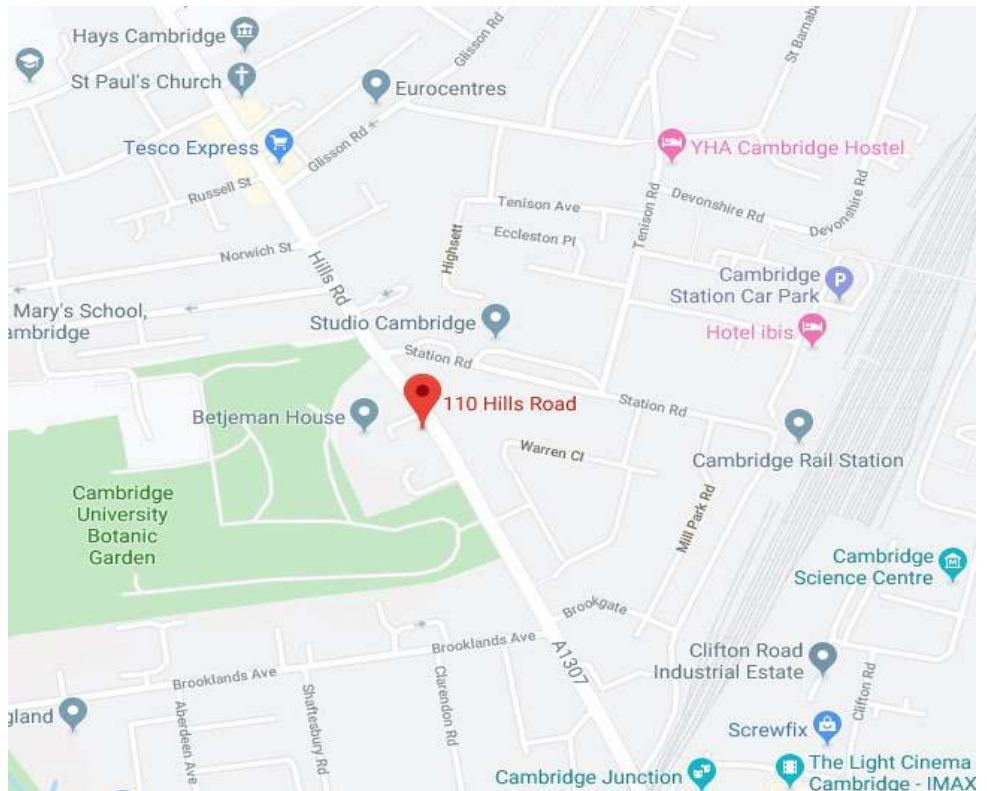 Hays Cambridge
St Paul's Church
Glisson Rd
St Barnab
Eurocentres
Tesco Express
Glisson Rd
YHA Cambridge Hostel
Russell St
Tenison Ave
Devonshire Rd
Devonshire Rd
Tenison Rd
Eccleston Pl
Highsett
Norwich St
Hills Rd
Cambridge
Station Car Park
Mary's School,
ambridge
Studio Cambridge
Hotel ibis
Station Rd
110 Hills Road
Station Rd
Betjeman House
Warren Cl
Cambridge Rail Station
Cambridge
University
Botanic
Garden
Mill Park Rd
Cambridge
Science Centre
Brookgate
Brooklands Ave
A1307
Clifton Road
Industrial Estate
Brooklands Ave
Clarendon Rd
Shaftesbury Rd
Aberdeen Ave
Clifton Rd
gland
Screwfix
Cambridge Junction
The Light Cinema
Cambridge - IMAX